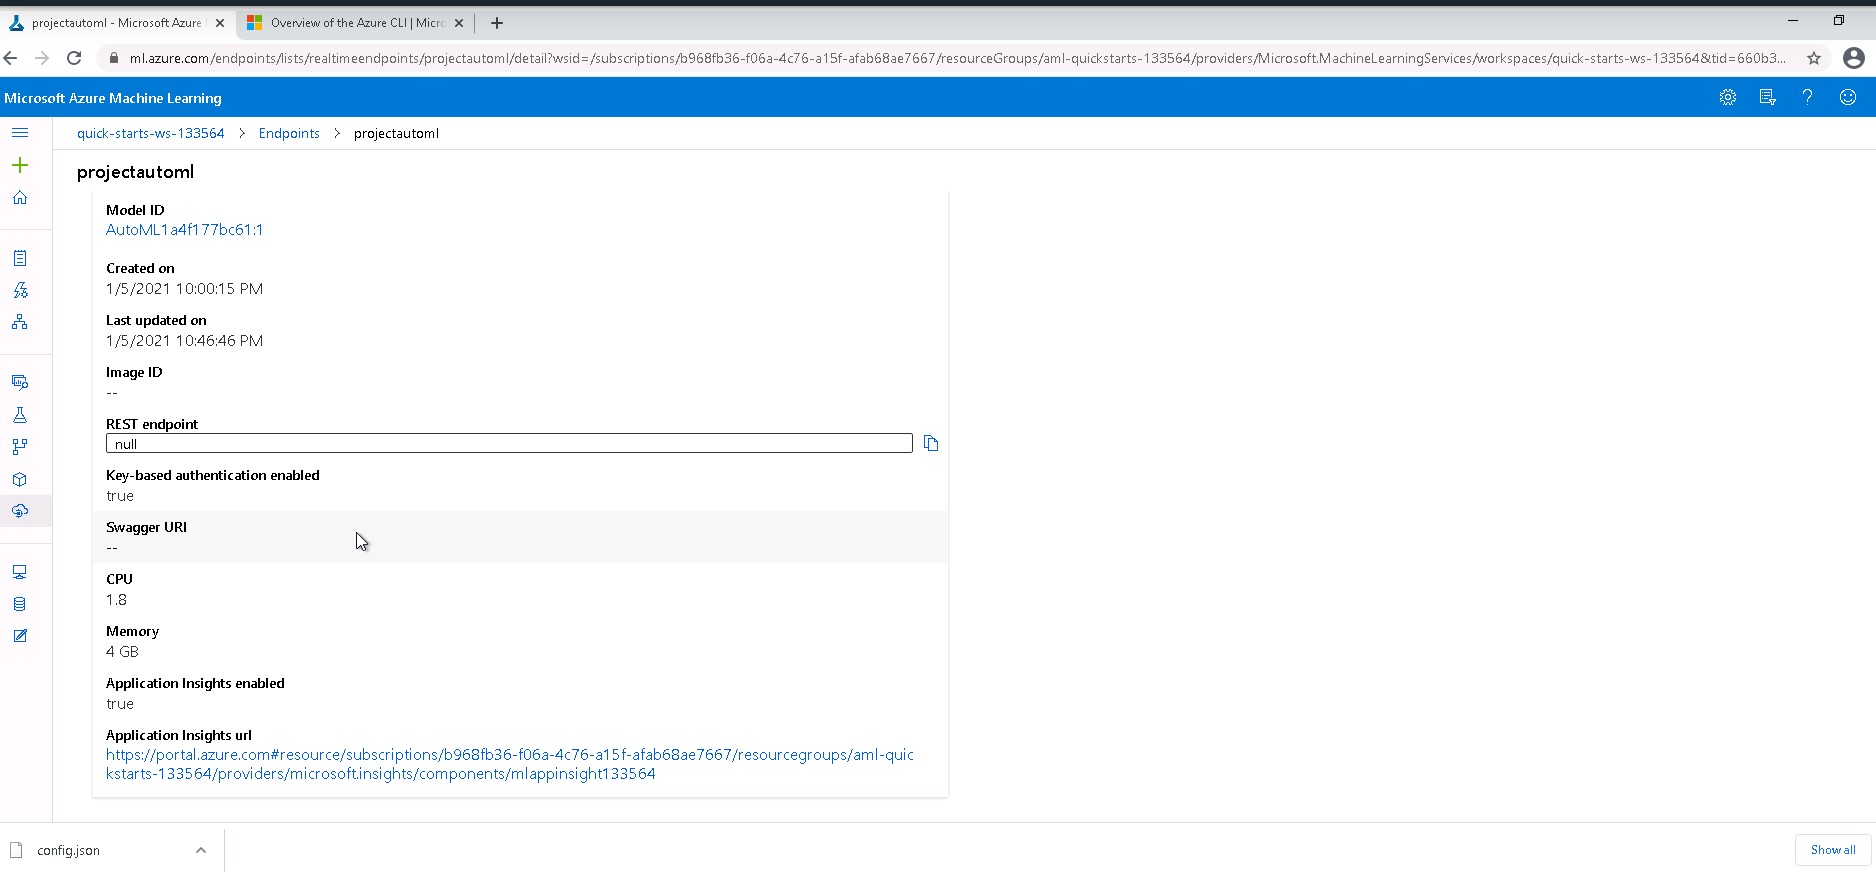 projectautoml - Microsoft Azure
Overview of the Azure CLI | Micro
ml.azure.com/endpoints/lists/realtimeendpoints/projectautoml/detail?wsid=/subscriptions/b968fb36-f06a-4c76-a15f-afab68ae7667/resourceGroups/aml-quickstarts-133564/providers/Microsoft.MachineLearningServices/workspaces/quick-starts-ws-133564&tid=660b3...
Microsoft Azure Machine Learning
quick-starts-ws-133564 > Endpoints > projectautoml
projectautoml
Model ID
AutoML1a4f177bc61:1
Created on
1/5/2021 10:00:15 PM
Last updated on
1/5/2021 10:46:46 PM
Image ID
--
REST endpoint
null
Key-based authentication enabled
true
Swagger URI
--
CPU
1.8
Memory
4 GB
Application Insights enabled
true
Application Insights url
https://portal.azure.com#resource/subscriptions/b968fb36-f06a-4c76-a15f-afab68ae7667/resourcegroups/aml-quic
kstarts-133564/providers/microsoft.insights/components/mlappinsight133564
config.json
Show all